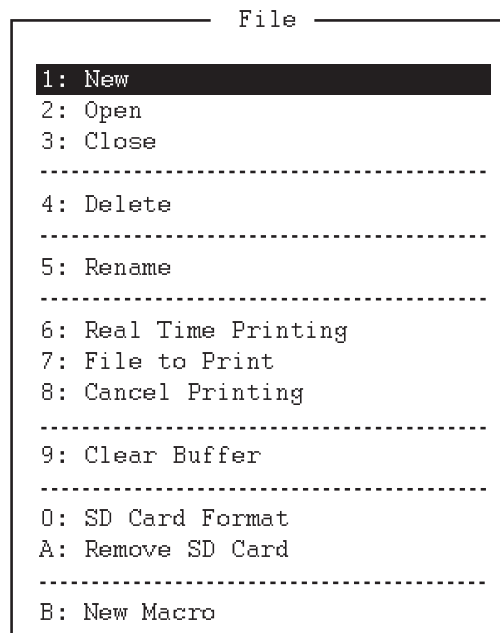 File
1: New
2: Open
3: Close
4: Delete
5: Rename
6: Real Time Printing
7: File to Print
8: Cancel Printing
9: Clear Buffer
0: SD Card Format
A: Remove SD Card
B: New Macro